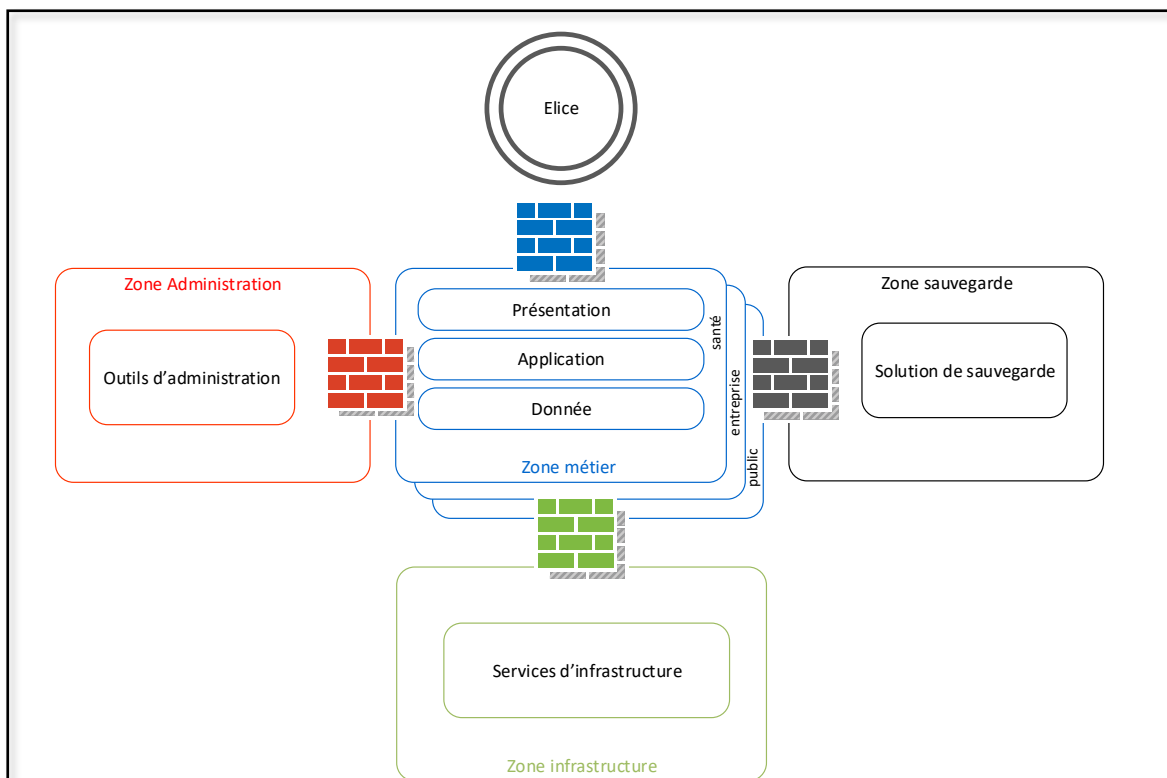 Elice
Zone Administration
Outils d’administration
Présentation
Application
Donnée
Zone métier
santé
entreprise
public
Zone sauvegarde
Solution de sauvegarde
Services d’infrastructure
Zone infrastructure